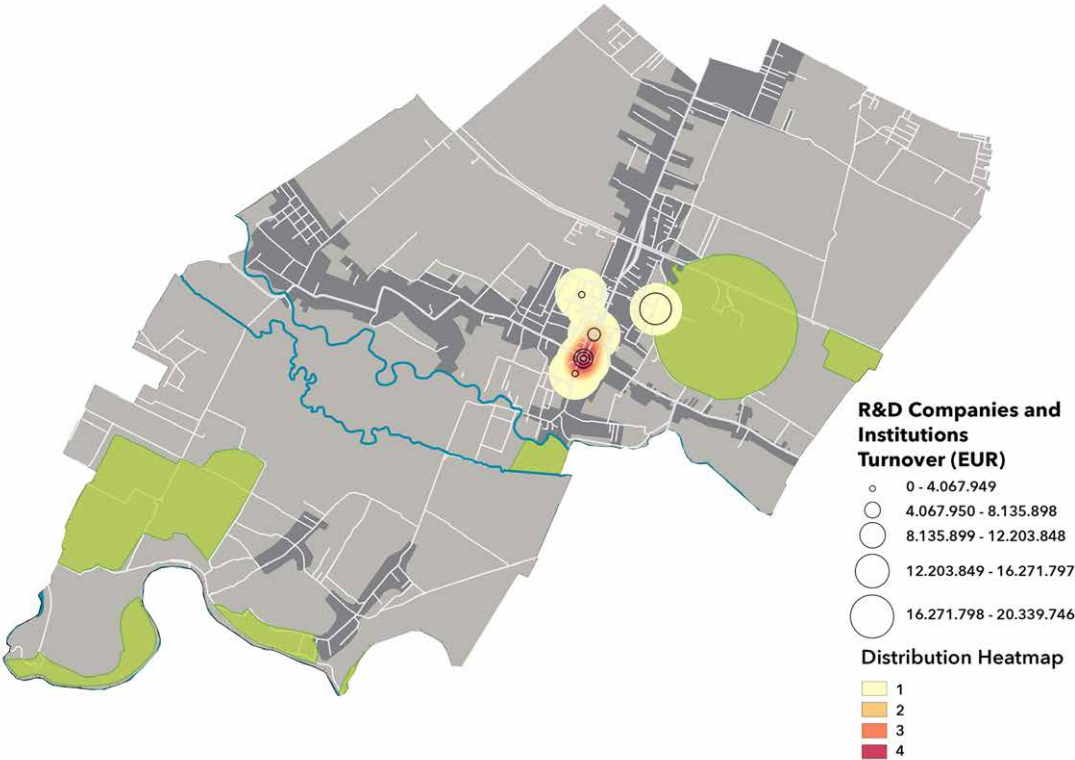 R&D Companies and
Institutions
Turnover (EUR)
0 - 4.067.949
4.067.950 - 8.135.898
8.135.899 - 12.203.848
12.203.849 - 16.271.797
16.271.798 - 20.339.746
Distribution Heatmap
1
2
3
4